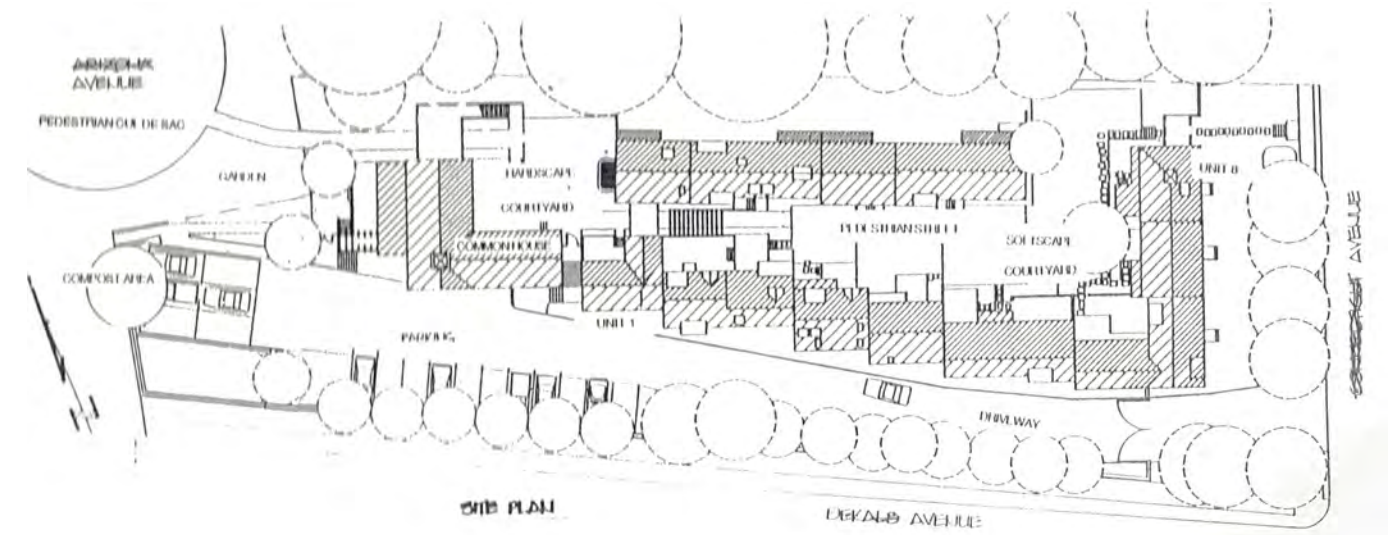 ARIZONA
AVENUE
PEDESTRIAN CUL DE SAC
GARDEN
HARDSCAPE
COURTYARD
COMMON HOUSE
PEDESTRIAN STREET
SOFTSCAPE
COURTYARD
UNIT 8
COMPOST AREA
UNIT 1
PARKING
DRIVEWAY
AVENUE
SITE PLAN
DEKALB AVENUE